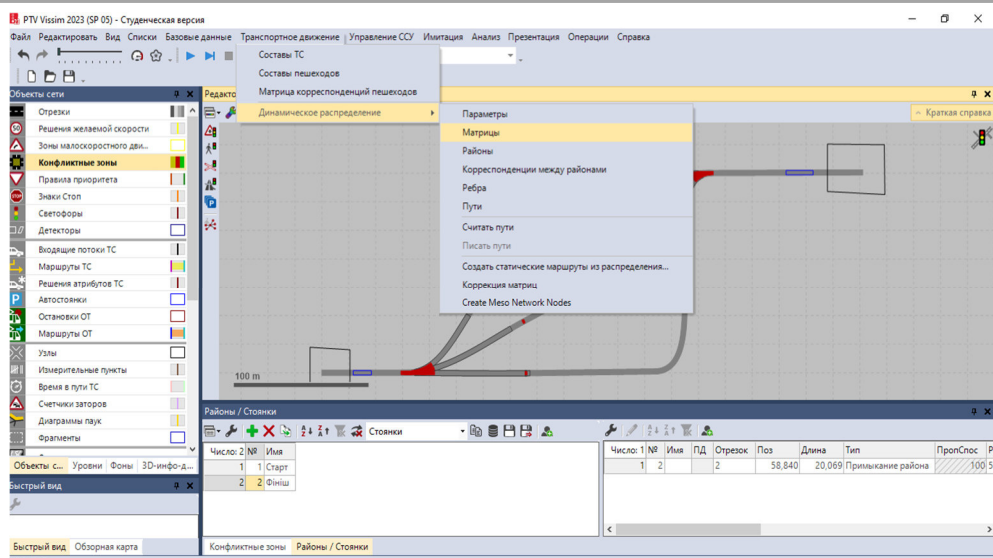 PTV Vissim 2023 (SP 05) - Студенческая версия
Файл Редактировать Вид Списки Базовые данные Транспортное движение Управление ССУ Имитация Анализ Презентация Операции Справка
Составы ТС
Составы пешеходов
Матрица корреспонденций пешеходов
Динамическое распределение
Параметры
Матрицы
Районы
Корреспонденции между районами
Ребра
Пути
Считать пути
Писать пути
Создать статические маршруты из распределения...
Коррекция матриц
Create Meso Network Nodes
Объекты сети
Отрезки
Решения желаемой скорости
Зоны малоскоростного дви...
Конфликтные зоны
Правила приоритета
Знаки Стоп
Светофоры
Детекторы
Входящие потоки ТС
Маршруты ТС
Решения атрибутов ТС
Автостоянки
Остановки ОТ
Маршруты ОТ
Узлы
Измерительные пункты
Время в пути ТС
Счетчики заторов
Диаграммы паук
Фрагменты
Объекты с... Уровни Фоны 3D-инфо-д...
Быстрый вид
Быстрый вид Обзорная карта
Редакто
Краткая справка
100 m
Районы / Стоянки
Стоянки
Число: 2 № Имя
1 1 Старт
2 2 Фініш
Число: 1 № Имя ПД Отрезок Поз Длина Тип ПропСпос Р
1 2 2 58,840 20,069 Примыкание района 100 5
Конфликтные зоны Районы / Стоянки